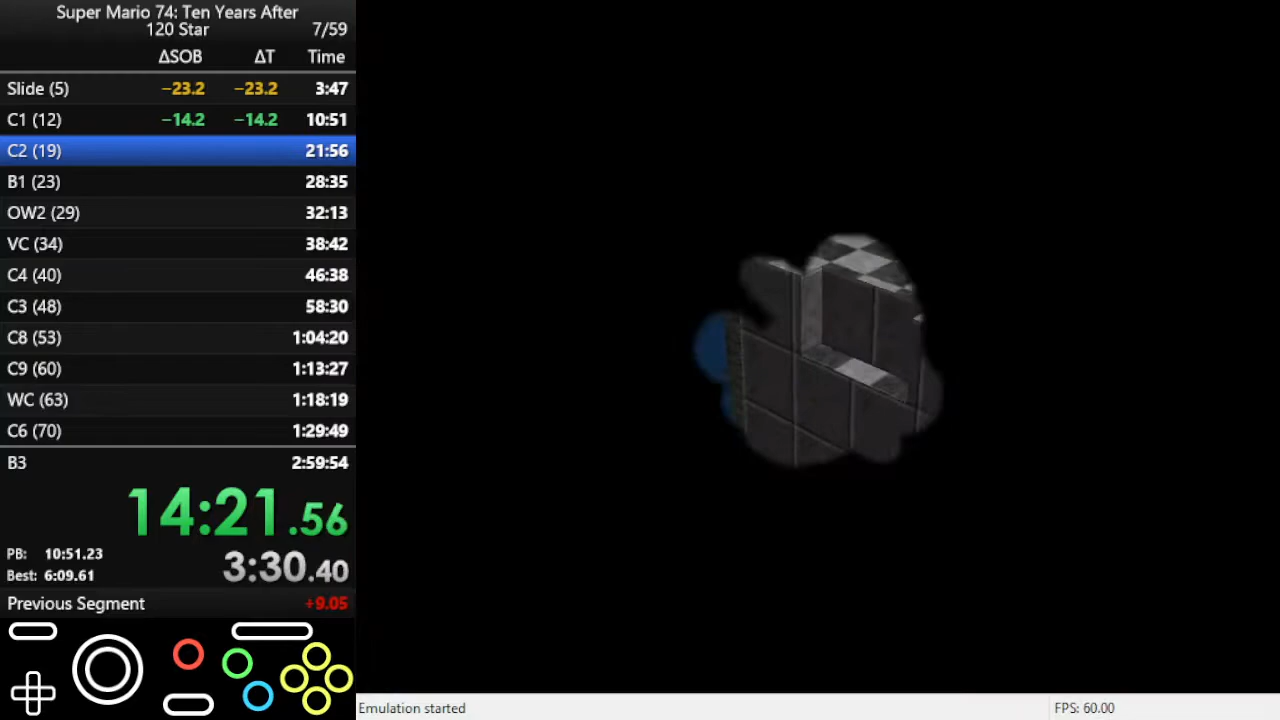 Super Mario 74: Ten Years After
120 Star 7/59
ΔSOB ΔT Time
Slide (5) −23.2 −23.2 3:47
C1 (12) −14.2 −14.2 10:51
C2 (19) 21:56
B1 (23) 28:35
OW2 (29) 32:13
VC (34) 38:42
C4 (40) 46:38
C3 (48) 58:30
C8 (53) 1:04:20
C9 (60) 1:13:27
WC (63) 1:18:19
C6 (70) 1:29:49
B3 2:59:54
14:21.56
PB: 10:51.23
Best: 6:09.61
3:30.40
Previous Segment +9.05
Emulation started FPS: 60.00